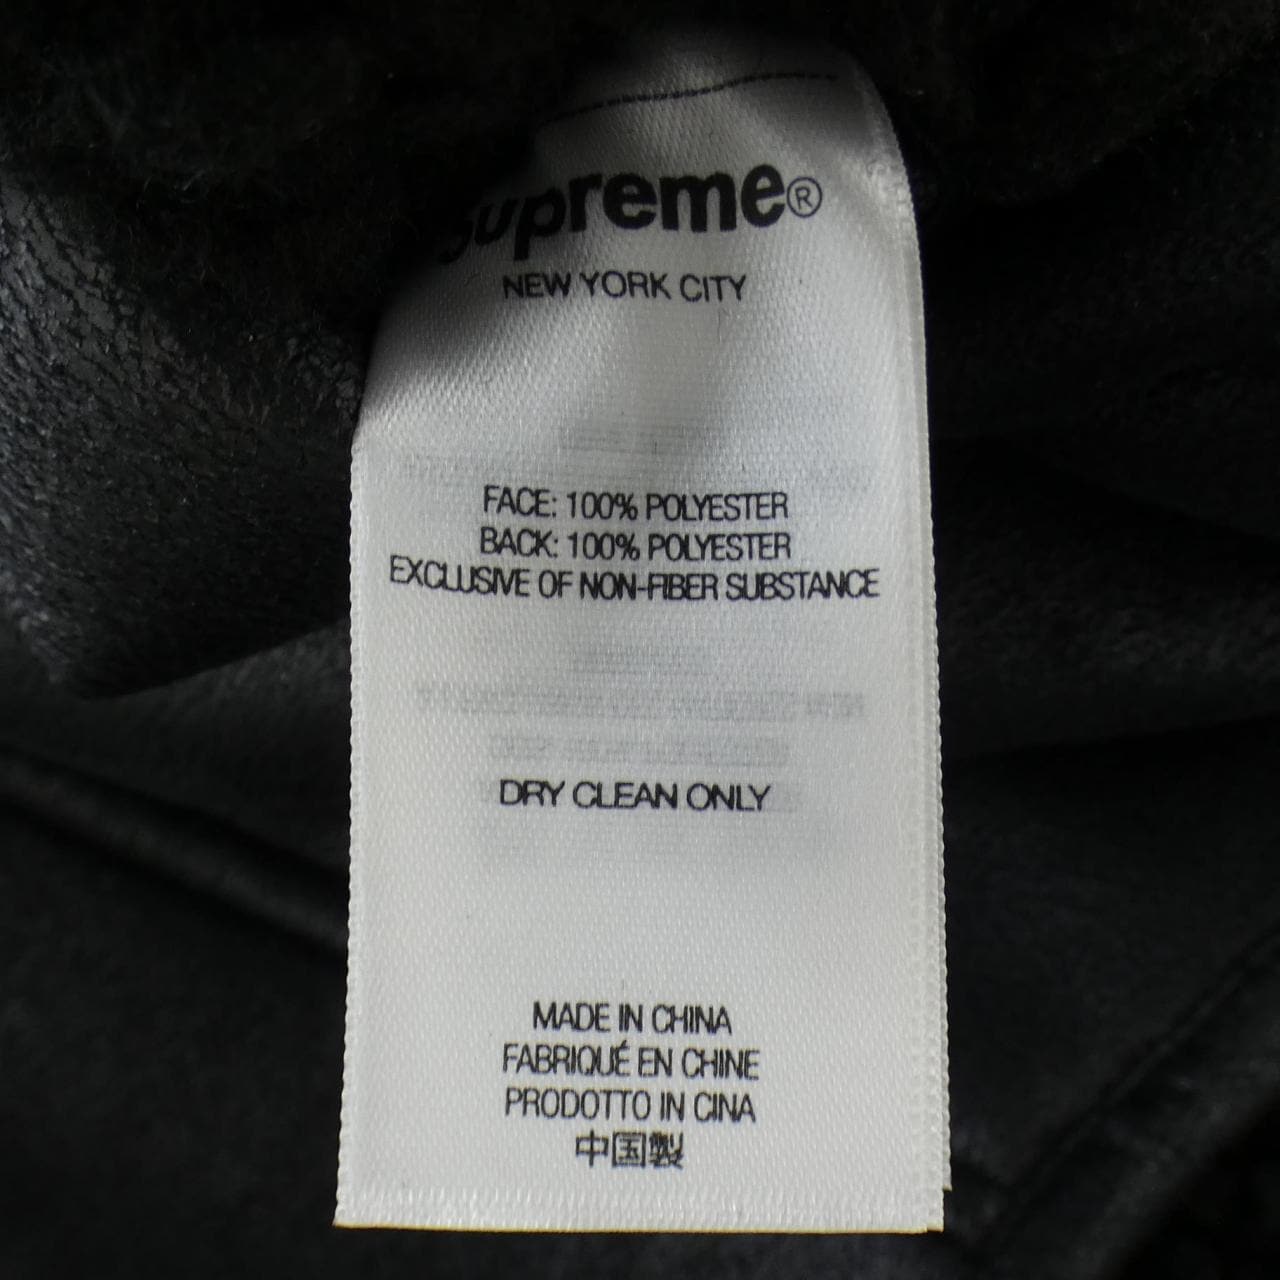 Supreme®
NEW YORK CITY
FACE: 100% POLYESTER
BACK: 100% POLYESTER
EXCLUSIVE OF NON-FIBER SUBSTANCE
DRY CLEAN ONLY
MADE IN CHINA
FABRIQUÉ EN CHINE
PRODOTTO IN CINA
中国製